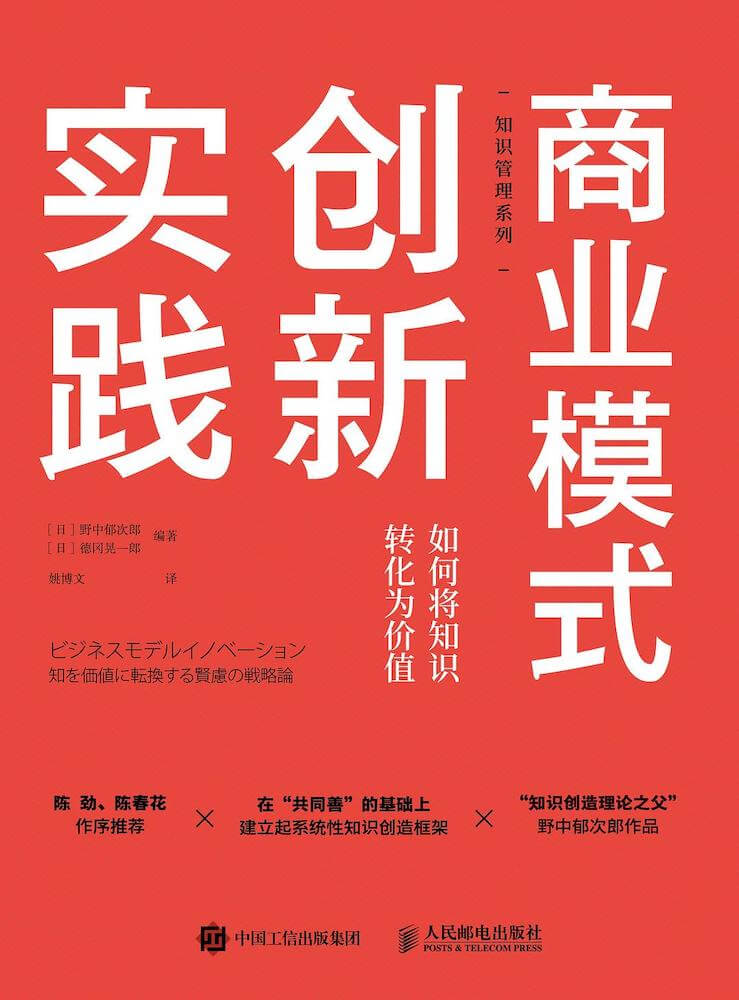 商业模式
创新
实践
- 知识管理系列 -
如何将知识
转化为价值
[日] 野中郁次郎
[日] 德冈晃一郎
编著
姚博文 译
ビジネスモデルイノベーション
知を価値に転換する賢慮の戦略論
陈 劲、陈春花
作序推荐
×
在“共同善”的基础上
建立起系统性知识创造框架
×
“知识创造理论之父”
野中郁次郎作品
中国工信出版集团
人民邮电出版社
POSTS & TELECOM PRESS